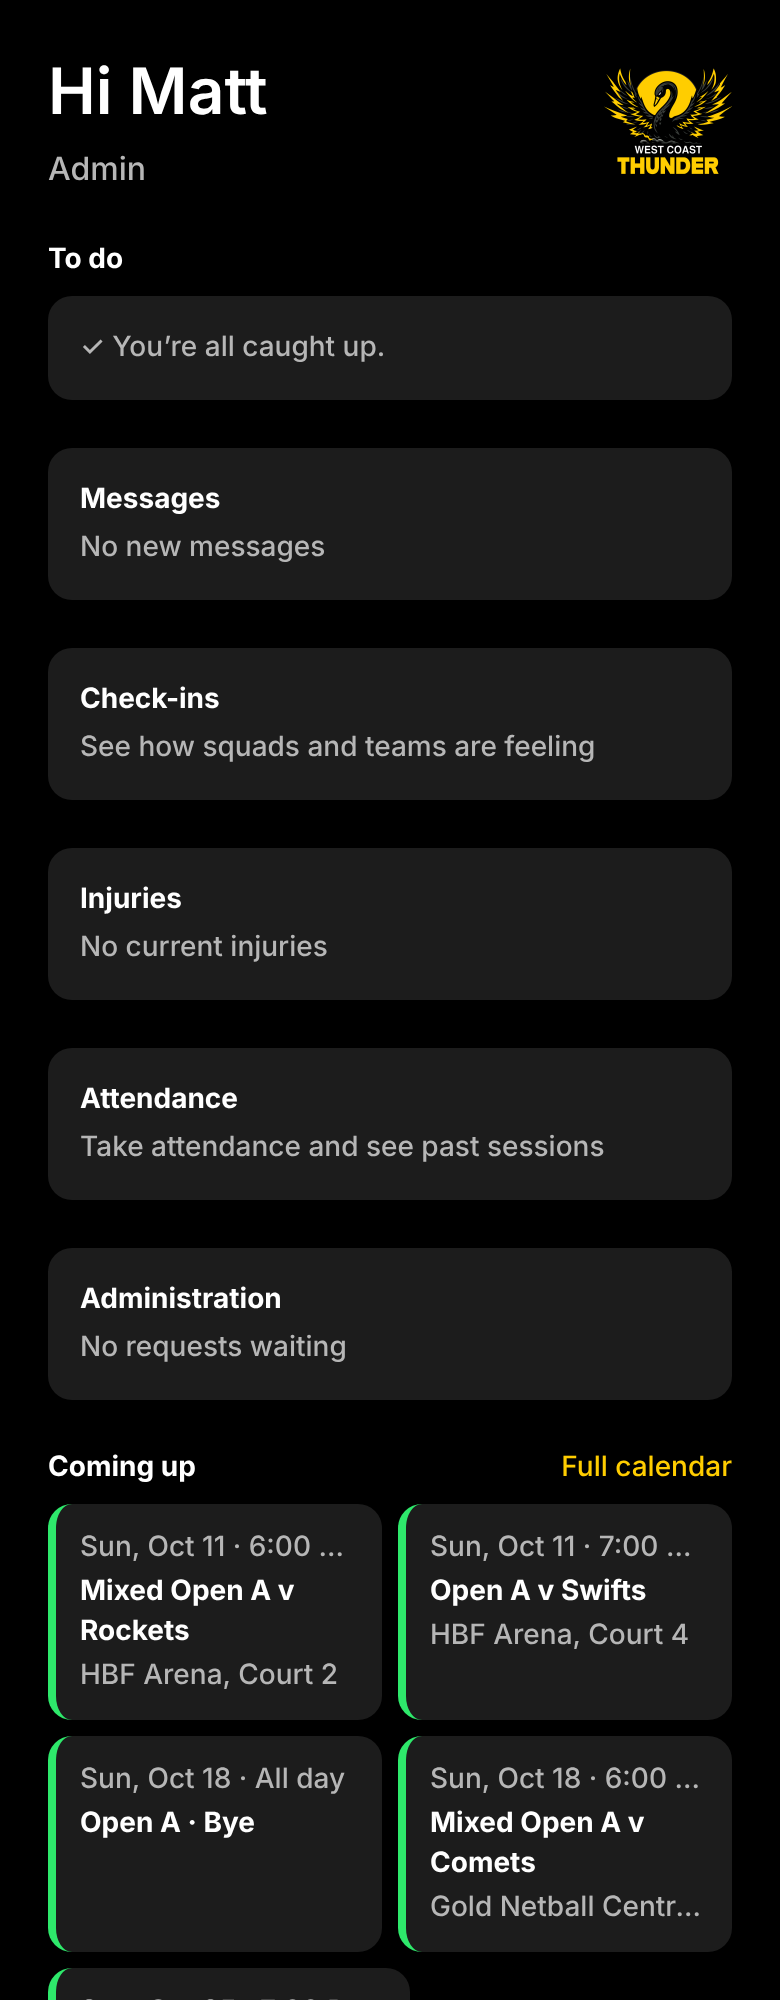 Hi Matt
Admin
WEST COAST
THUNDER
To do
✓ You’re all caught up.
Messages
No new messages
Check-ins
See how squads and teams are feeling
Injuries
No current injuries
Attendance
Take attendance and see past sessions
Administration
No requests waiting
Coming up
Full calendar
Sun, Oct 11 · 6:00 ...
Mixed Open A v
Rockets
HBF Arena, Court 2
Sun, Oct 11 · 7:00 ...
Open A v Swifts
HBF Arena, Court 4
Sun, Oct 18 · All day
Open A · Bye
Sun, Oct 18 · 6:00 ...
Mixed Open A v
Comets
Gold Netball Centr...